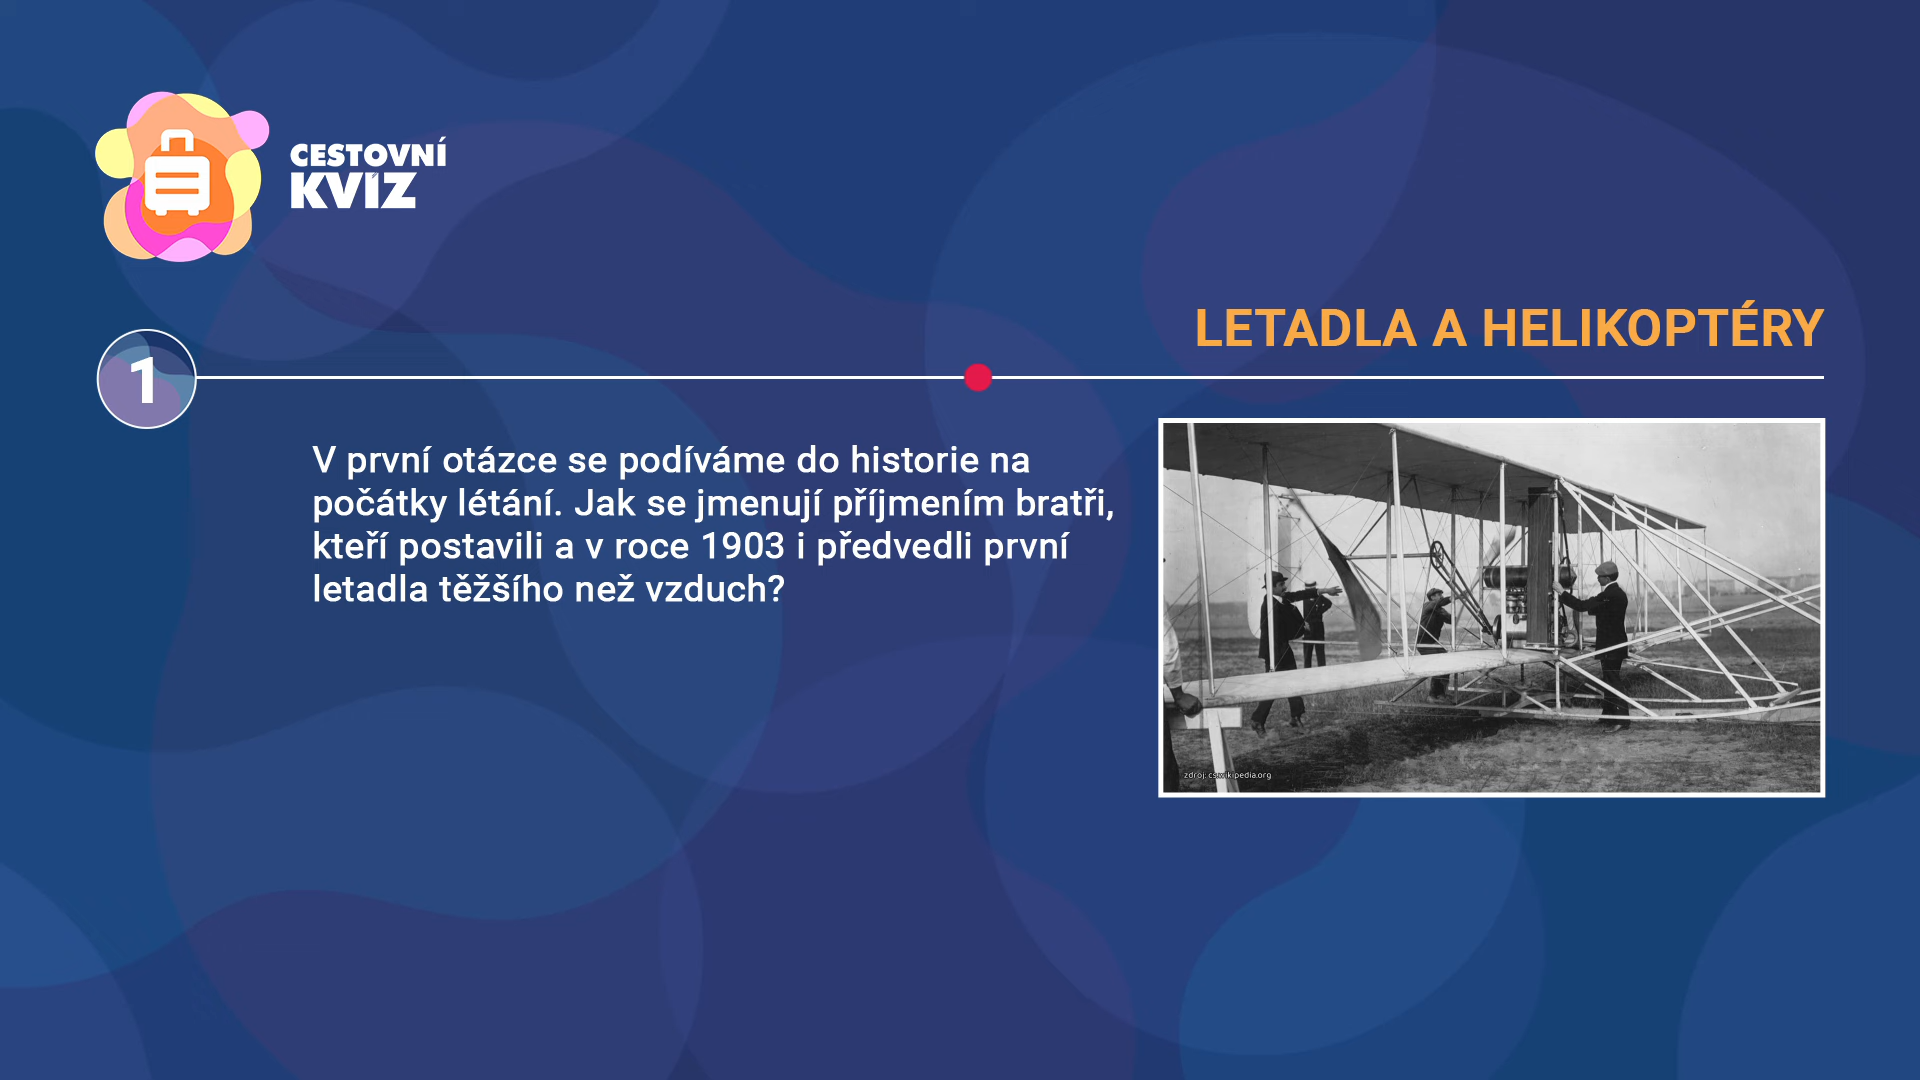 CESTOVNÍ
KVÍZ
LETADLA A HELIKOPTÉRY
1
V první otázce se podíváme do historie na
počátky létání. Jak se jmenují příjmením bratři,
kteří postavili a v roce 1903 i předvedli první
letadla těžšího než vzduch?
zdroj: cs.wikipedia.org